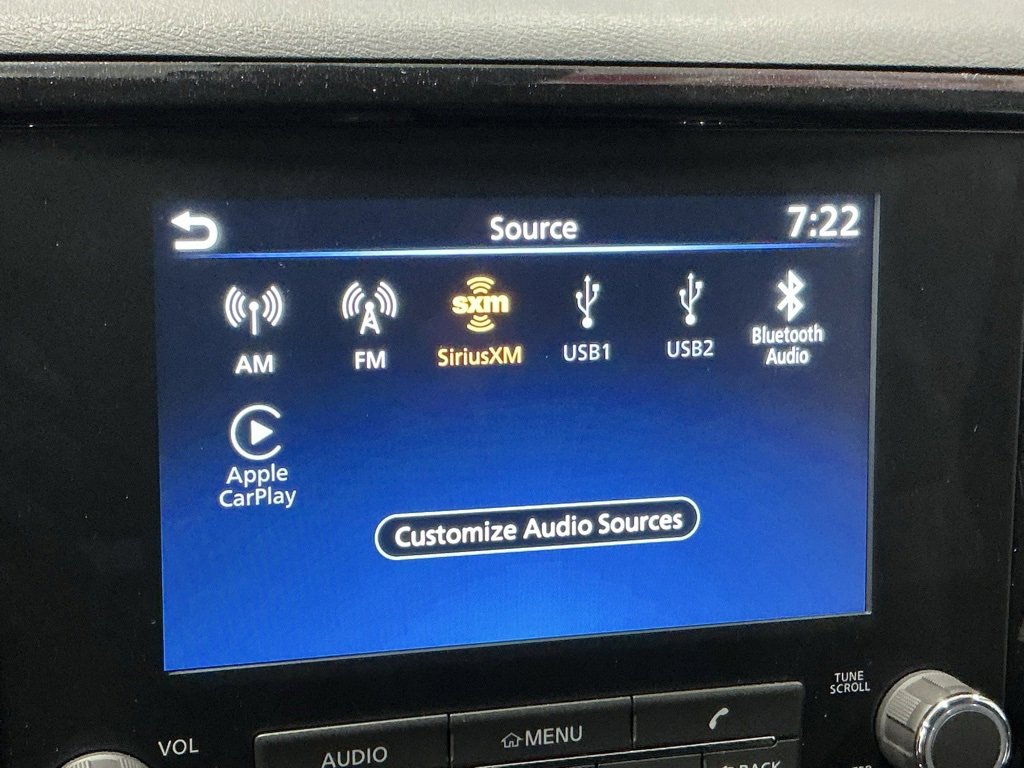 Source
7:22
sxm
AM
FM
SiriusXM
USB1
USB2
Bluetooth
Audio
Apple
CarPlay
Customize Audio Sources
TUNE
SCROLL
VOL
AUDIO
MENU
BACK